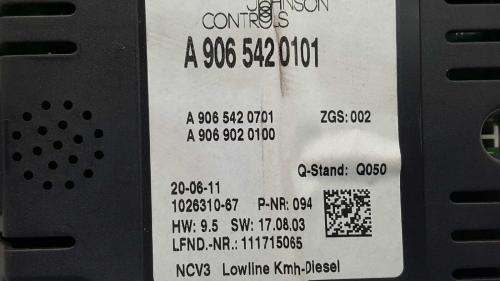 JOHNSON
CONTROLS
A 906 542 0101
A 906 542 0701 ZGS: 002
A 906 902 0100
Q-Stand: Q050
20-06-11
1026310-67 P-NR: 094
HW: 9.5 SW: 17.08.03
LFND.-NR.: 111715065
NCV3 Lowline Kmh-Diesel